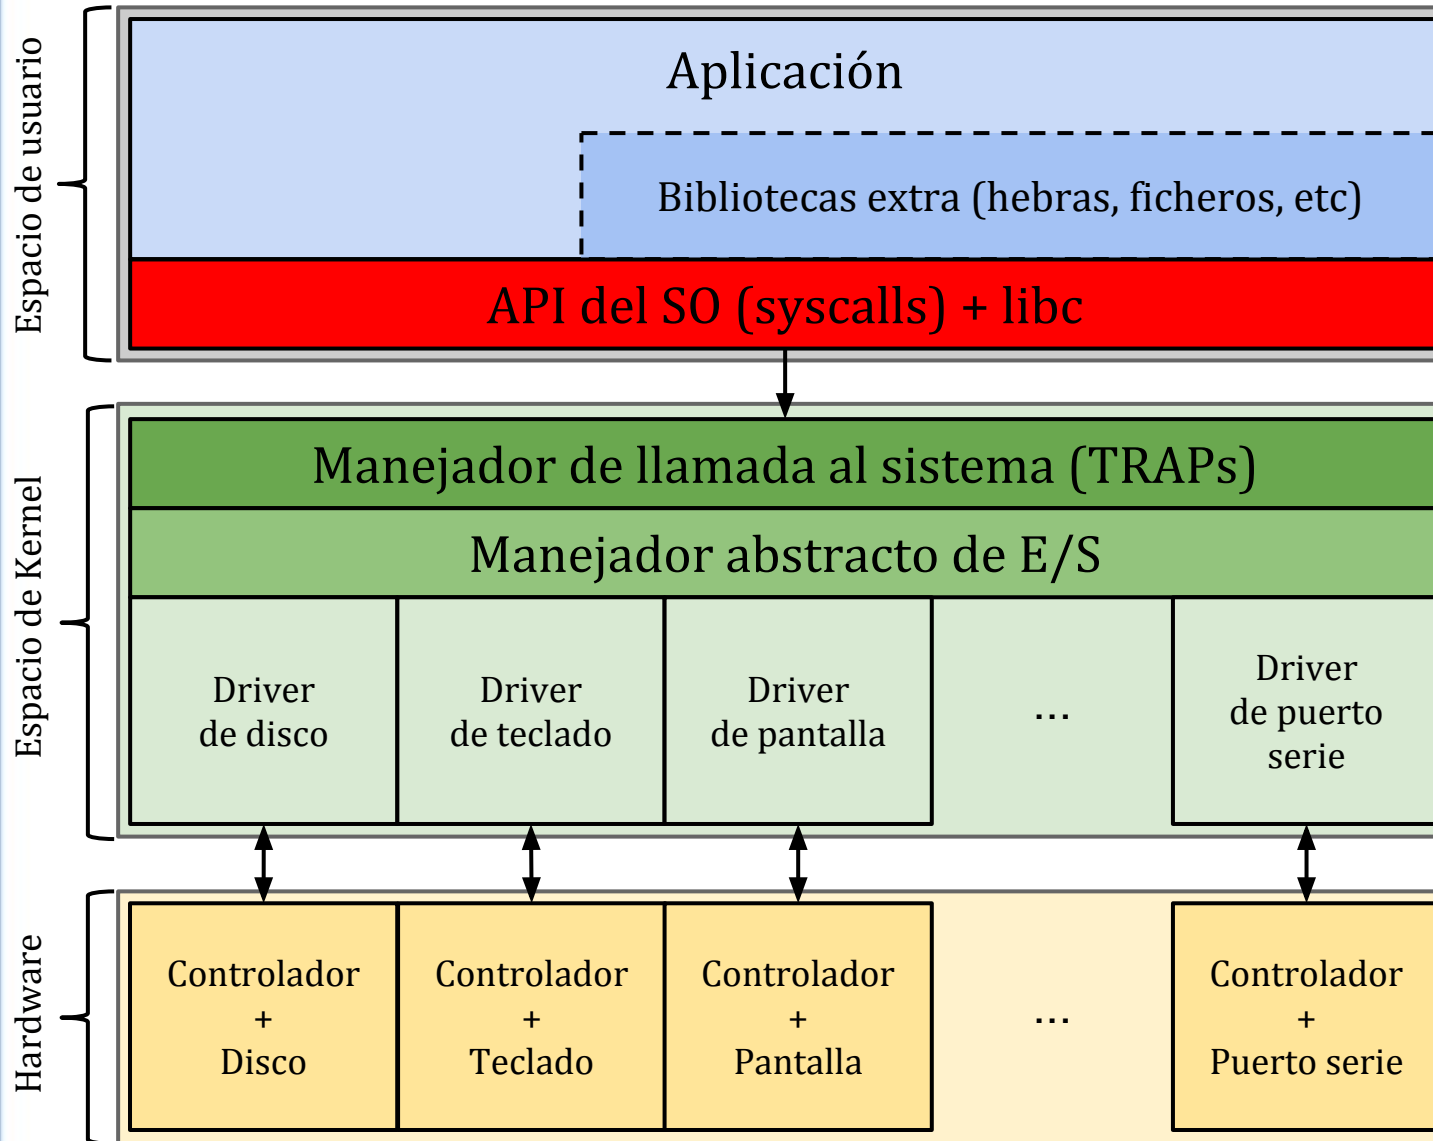 Espacio de usuario
Aplicación
Bibliotecas extra (hebras, ficheros, etc)
API del SO (syscalls) + libc
Espacio de Kernel
Manejador de llamada al sistema (TRAPs)
Manejador abstracto de E/S
Driver
de disco
Driver
de teclado
Driver
de pantalla
...
Driver
de puerto
serie
Hardware
Controlador
+
Disco
Controlador
+
Teclado
Controlador
+
Pantalla
...
Controlador
+
Puerto serie